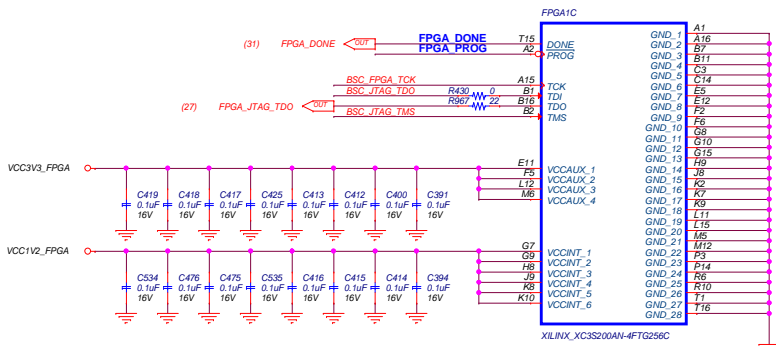 FPGA1C
(31) FPGA_DONE OUT FPGA_DONE T15 DONE
FPGA_PROG A2 PROG
BSC_FPGA_TCK A15 TCK
BSC_JTAG_TDO R430 0 B1 TDI
(27) FPGA_JTAG_TDO OUT R967 22 B16 TDO
BSC_JTAG_TMS B2 TMS
GND_1 A1
GND_2 A16
GND_3 B7
GND_4 B11
GND_5 C3
GND_6 C14
GND_7 E5
GND_8 E12
GND_9 F2
GND_10 F6
GND_11 G8
GND_12 G10
GND_13 G15
GND_14 H9
GND_15 J8
GND_16 K2
GND_17 K7
GND_18 K9
GND_19 L11
GND_20 L15
GND_21 M5
GND_22 M12
GND_23 P3
GND_24 P14
GND_25 R6
GND_26 R10
GND_27 T1
GND_28 T16
VCC3V3_FPGA
E11 VCCAUX_1
F5 VCCAUX_2
L12 VCCAUX_3
M6 VCCAUX_4
C419 C418 C417 C425 C413 C412 C400 C391
0.1uF 0.1uF 0.1uF 0.1uF 0.1uF 0.1uF 0.1uF 0.1uF
16V 16V 16V 16V 16V 16V 16V 16V
VCC1V2_FPGA
G7 VCCINT_1
G9 VCCINT_2
H8 VCCINT_3
J9 VCCINT_4
K8 VCCINT_5
K10 VCCINT_6
C534 C476 C475 C535 C416 C415 C414 C394
0.1uF 0.1uF 0.1uF 0.1uF 0.1uF 0.1uF 0.1uF 0.1uF
16V 16V 16V 16V 16V 16V 16V 16V
XILINX_XC3S200AN-4FTG256C